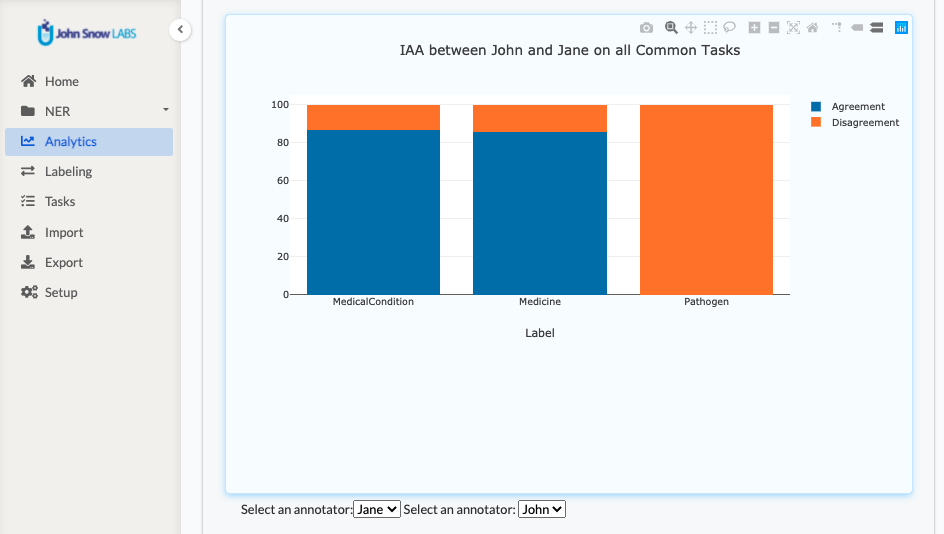 John Snow LABS
Home
NER
Analytics
Labeling
Tasks
Import
Export
Setup
IAA between John and Jane on all Common Tasks
100
80
60
40
20
0
MedicalCondition Medicine Pathogen
Label
Agreement
Disagreement
Select an annotator: Jane Select an annotator: John